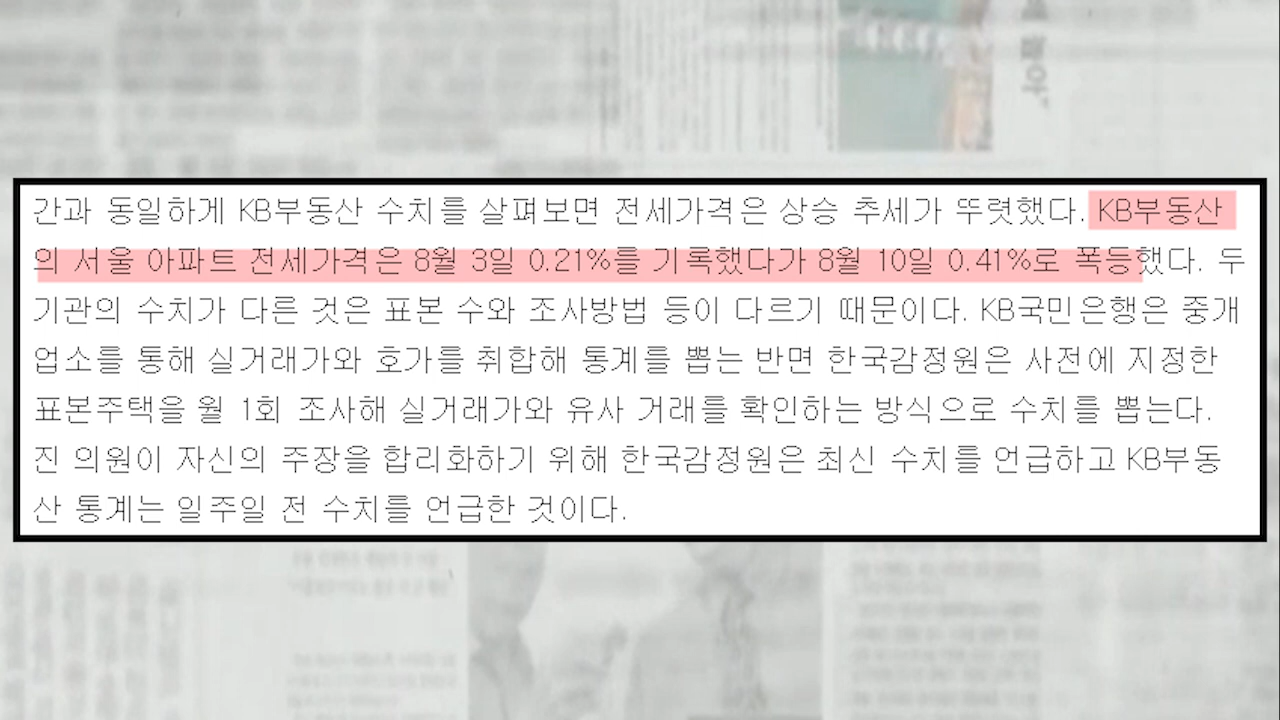 간과 동일하게 KB부동산 수치를 살펴보면 전세가격은 상승 추세가 뚜렷했다. KB부동산
의 서울 아파트 전세가격은 8월 3일 0.21%를 기록했다가 8월 10일 0.41%로 폭등했다. 두
기관의 수치가 다른 것은 표본 수와 조사방법 등이 다르기 때문이다. KB국민은행은 중개
업소를 통해 실거래가와 호가를 취합해 통계를 뽑는 반면 한국감정원은 사전에 지정한
표본주택을 월 1회 조사해 실거래가와 유사 거래를 확인하는 방식으로 수치를 뽑는다.
진 의원이 자신의 주장을 합리화하기 위해 한국감정원은 최신 수치를 언급하고 KB부동
산 통계는 일주일 전 수치를 언급한 것이다.